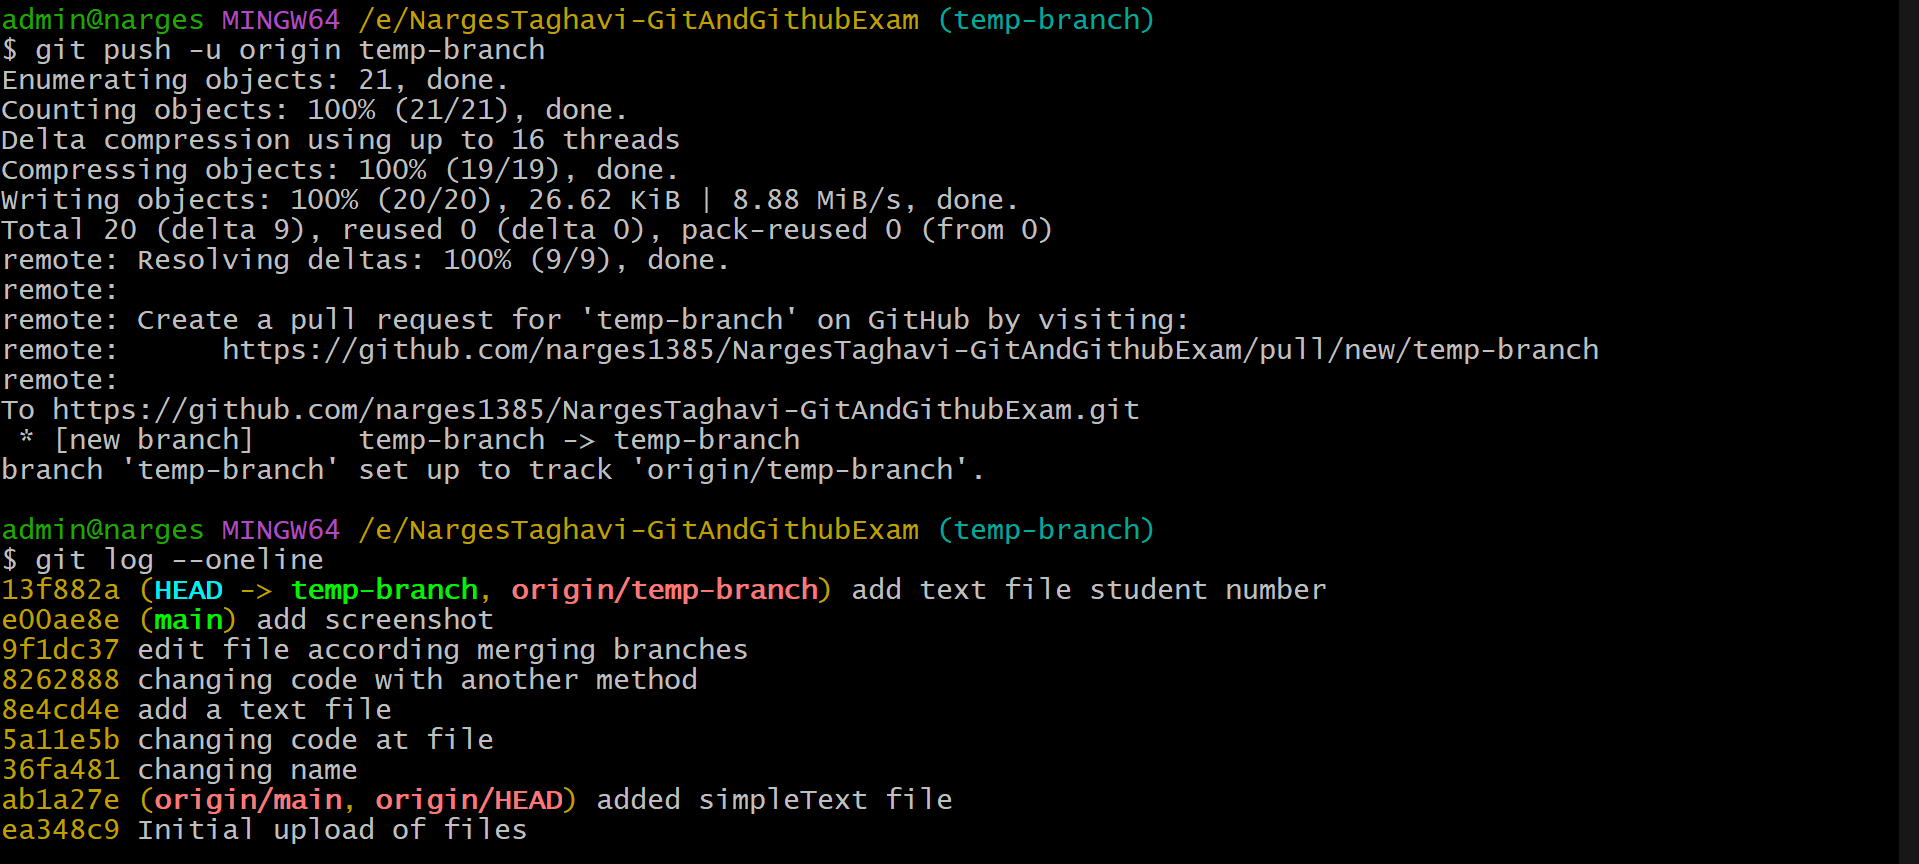 admin@narges MINGW64 /e/NargesTaghavi-GitAndGithubExam (temp-branch)
$ git push -u origin temp-branch
Enumerating objects: 21, done.
Counting objects: 100% (21/21), done.
Delta compression using up to 16 threads
Compressing objects: 100% (19/19), done.
Writing objects: 100% (20/20), 26.62 KiB | 8.88 MiB/s, done.
Total 20 (delta 9), reused 0 (delta 0), pack-reused 0 (from 0)
remote: Resolving deltas: 100% (9/9), done.
remote:
remote: Create a pull request for 'temp-branch' on GitHub by visiting:
remote:      https://github.com/narges1385/NargesTaghavi-GitAndGithubExam/pull/new/temp-branch
remote:
To https://github.com/narges1385/NargesTaghavi-GitAndGithubExam.git
 * [new branch]      temp-branch -> temp-branch
branch 'temp-branch' set up to track 'origin/temp-branch'.

admin@narges MINGW64 /e/NargesTaghavi-GitAndGithubExam (temp-branch)
$ git log --oneline
13f882a (HEAD -> temp-branch, origin/temp-branch) add text file student number
e00ae8e (main) add screenshot
9f1dc37 edit file according merging branches
8262888 changing code with another method
8e4cd4e add a text file
5a11e5b changing code at file
36fa481 changing name
ab1a27e (origin/main, origin/HEAD) added simpleText file
ea348c9 Initial upload of files